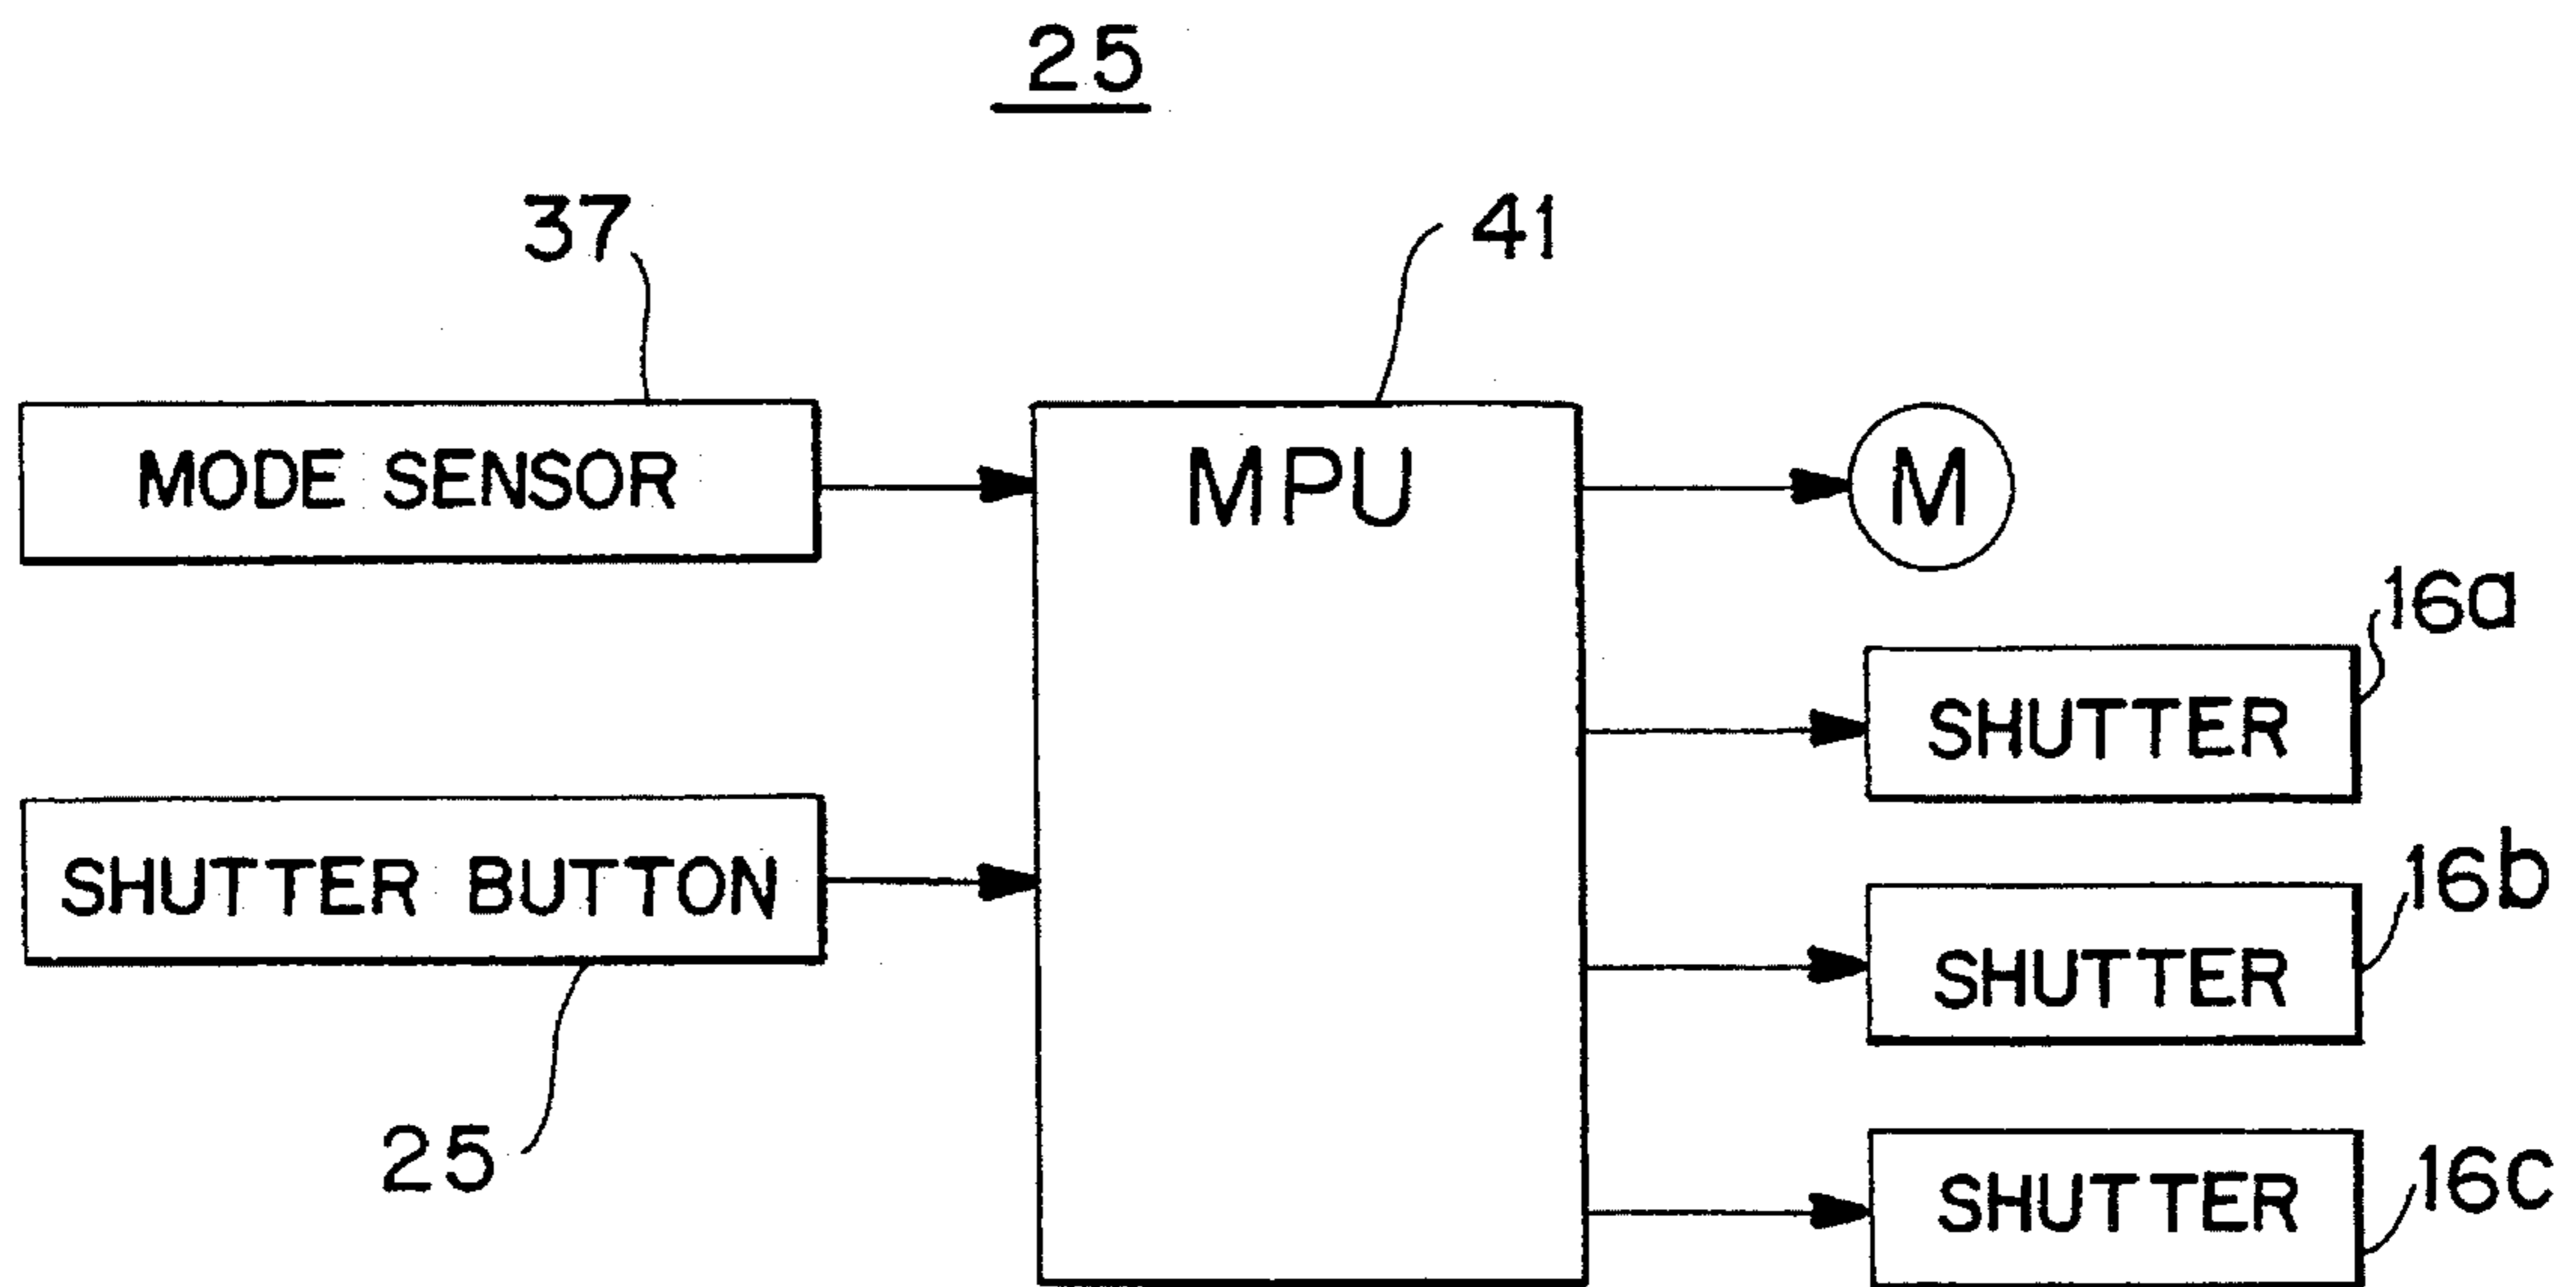 25
37
41
MODE SENSOR
MPU
M
16a
SHUTTER
SHUTTER BUTTON
16b
SHUTTER
25
16c
SHUTTER